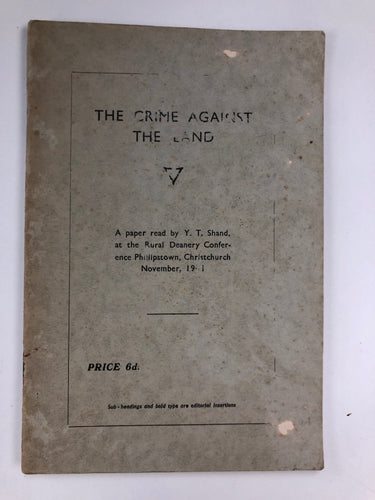 THE CRIME AGAINST
THE LAND
A paper read by Y. T. Shand,
at the Rural Deanery Confer-
ence Phillipstown, Christchurch
November,
PRICE 6d.
Sub-headings and bold type are editorial insertions